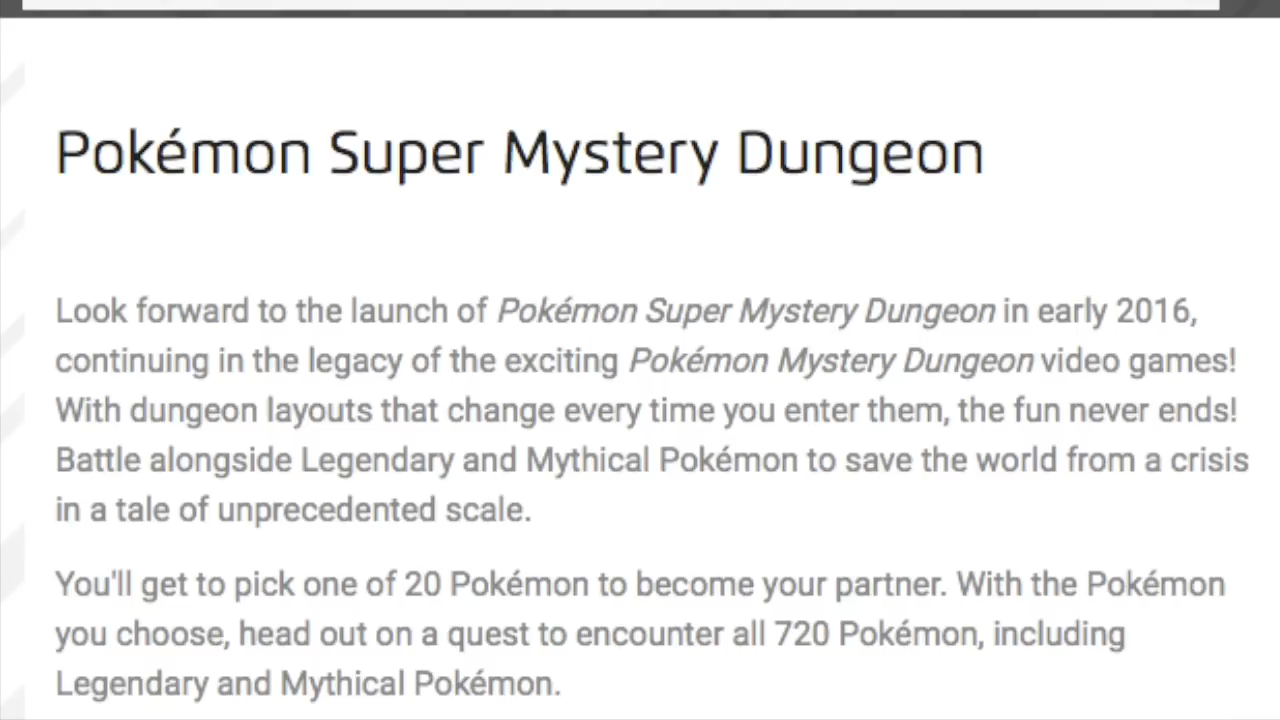 Pokémon Super Mystery Dungeon
Look forward to the launch of Pokémon Super Mystery Dungeon in early 2016,
continuing in the legacy of the exciting Pokémon Mystery Dungeon video games!
With dungeon layouts that change every time you enter them, the fun never ends!
Battle alongside Legendary and Mythical Pokémon to save the world from a crisis
in a tale of unprecedented scale.
You'll get to pick one of 20 Pokémon to become your partner. With the Pokémon
you choose, head out on a quest to encounter all 720 Pokémon, including
Legendary and Mythical Pokémon.